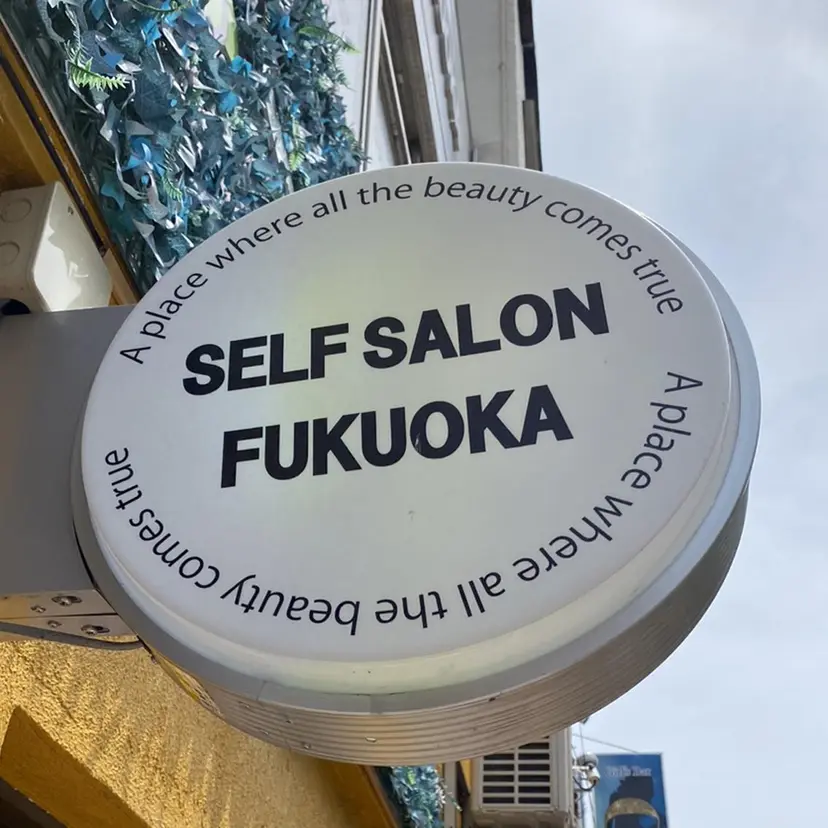 A place where all the beauty comes true
SELF SALON
FUKUOKA
A place where all the beauty comes true